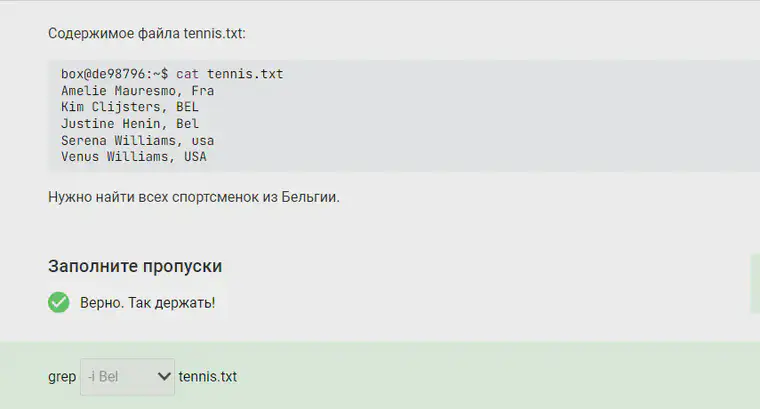 Содержимое файла tennis.txt:
box@de98796:~$ cat tennis.txt
Amelie Mauresmo, Fra
Kim Clijsters, BEL
Justine Henin, Bel
Serena Williams, usa
Venus Williams, USA
Нужно найти всех спортсменок из Бельгии.
Заполните пропуски
Верно. Так держать!
grep -i Bel tennis.txt